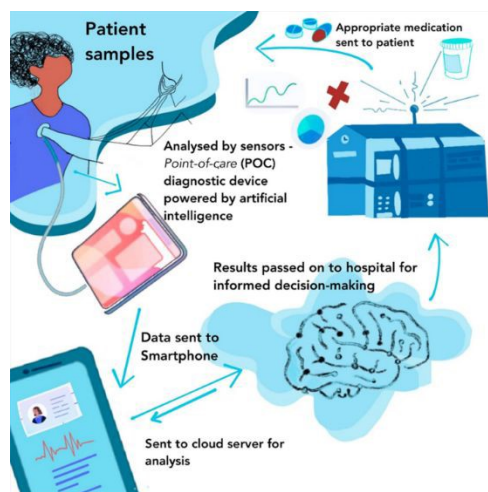 Patient
samples
Appropriate medication
sent to patient
Analysed by sensors -
Point-of-care (POC)
diagnostic device
powered by artificial
intelligence
Results passed on to hospital for
informed decision-making
Data sent to
Smartphone
Sent to cloud server for
analysis